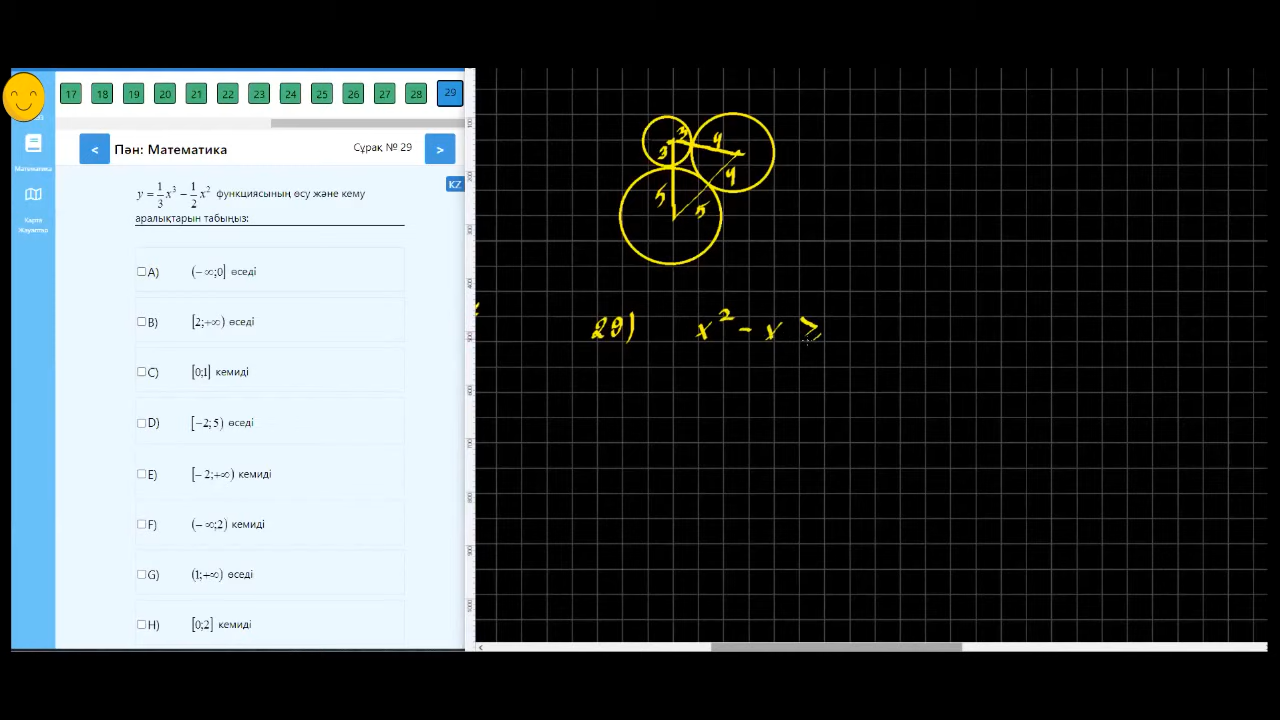 17 18 19 20 21 22 23 24 25 26 27 28 29
< Пән: Математика Сұрақ № 29 >
Математика
KZ
y = 1/3 x³ − 1/2 x² функциясының өсу және кему
аралықтарын табыңыз:
Карта
A) (− ∞;0] өседі
B) [2;+∞) өседі
C) [0;1] кемиді
D) [−2;5) өседі
E) [− 2;+∞) кемиді
F) (− ∞;2) кемиді
G) (1;+∞) өседі
H) [0;2] кемиді
3 4
3 4
5 5
29) x² - x ≥